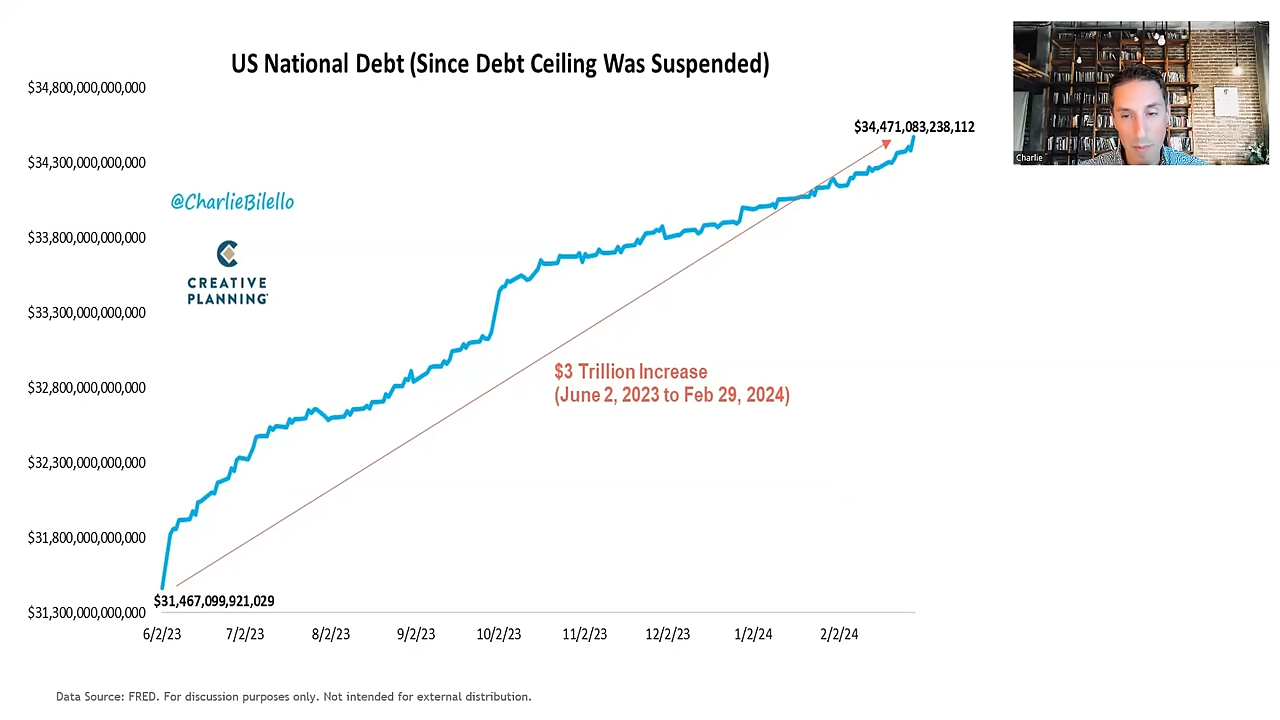 US National Debt (Since Debt Ceiling Was Suspended)
$34,800,000,000,000
$34,300,000,000,000
$33,800,000,000,000
$33,300,000,000,000
$32,800,000,000,000
$32,300,000,000,000
$31,800,000,000,000
$31,300,000,000,000
$34,471,083,238,112
@CharlieBilello
CREATIVE
PLANNING
$3 Trillion Increase
(June 2, 2023 to Feb 29, 2024)
$31,467,099,921,029
6/2/23 7/2/23 8/2/23 9/2/23 10/2/23 11/2/23 12/2/23 1/2/24 2/2/24
Data Source: FRED. For discussion purposes only. Not intended for external distribution.
Charlie